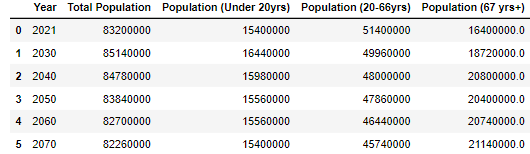 Year Total Population Population (Under 20yrs) Population (20-66yrs) Population (67 yrs+)
0 2021 83200000 15400000 51400000 16400000.0
1 2030 85140000 16440000 49960000 18720000.0
2 2040 84780000 15980000 48000000 20800000.0
3 2050 83840000 15560000 47860000 20400000.0
4 2060 82700000 15560000 46440000 20740000.0
5 2070 82260000 15400000 45740000 21140000.0